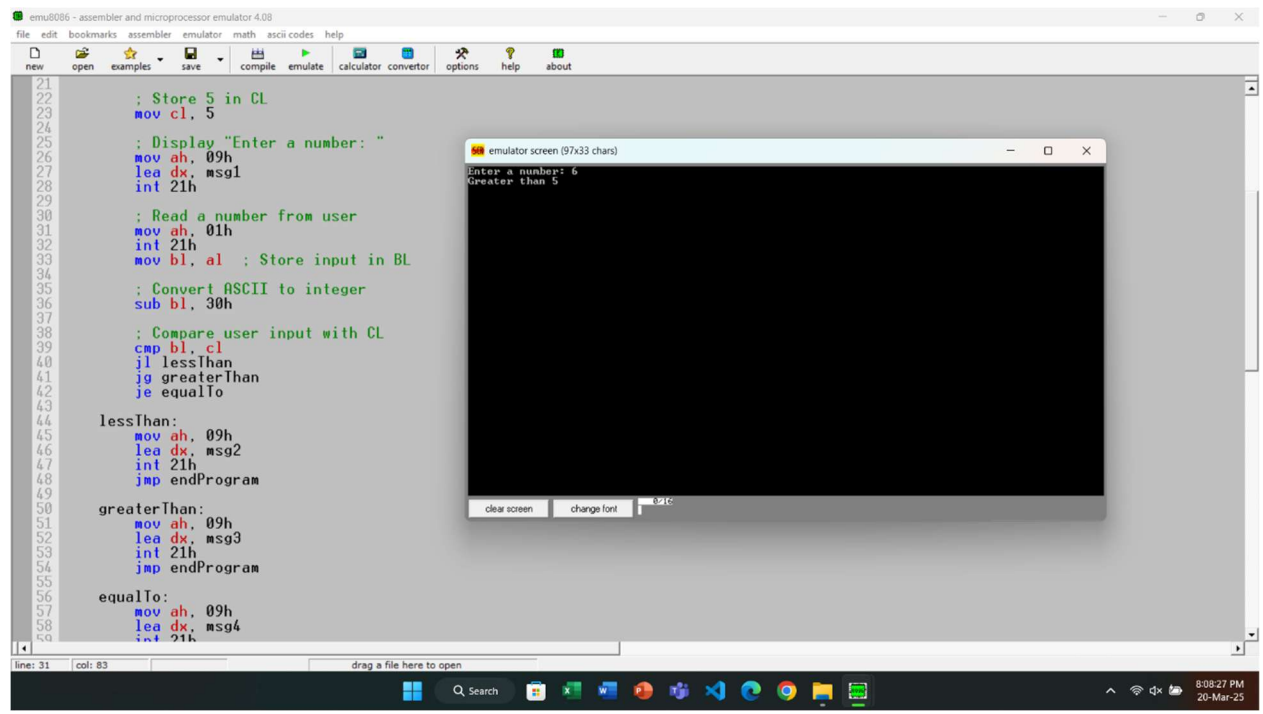 emu8086 - assembler and microprocessor emulator 4.08
file edit bookmarks assembler emulator math ascii codes help
new open examples save compile emulate calculator convertor options help about
21
22 ; Store 5 in CL
23 mov cl, 5
24
25 ; Display "Enter a number: "
26 mov ah, 09h
27 lea dx, msg1
28 int 21h
29
30 ; Read a number from user
31 mov ah, 01h
32 int 21h
33 mov bl, al ; Store input in BL
34
35 ; Convert ASCII to integer
36 sub bl, 30h
37
38 ; Compare user input with CL
39 cmp bl, cl
40 jl lessThan
41 jg greaterThan
42 je equalTo
43
44 lessThan:
45 mov ah, 09h
46 lea dx, msg2
47 int 21h
48 jmp endProgram
49
50 greaterThan:
51 mov ah, 09h
52 lea dx, msg3
53 int 21h
54 jmp endProgram
55
56 equalTo:
57 mov ah, 09h
58 lea dx, msg4
59 int 21h
emulator screen (97x33 chars)
Enter a number: 6
Greater than 5
clear screen change font 0/16
line: 31 col: 83 drag a file here to open
Search
8:08:27 PM
20-Mar-25